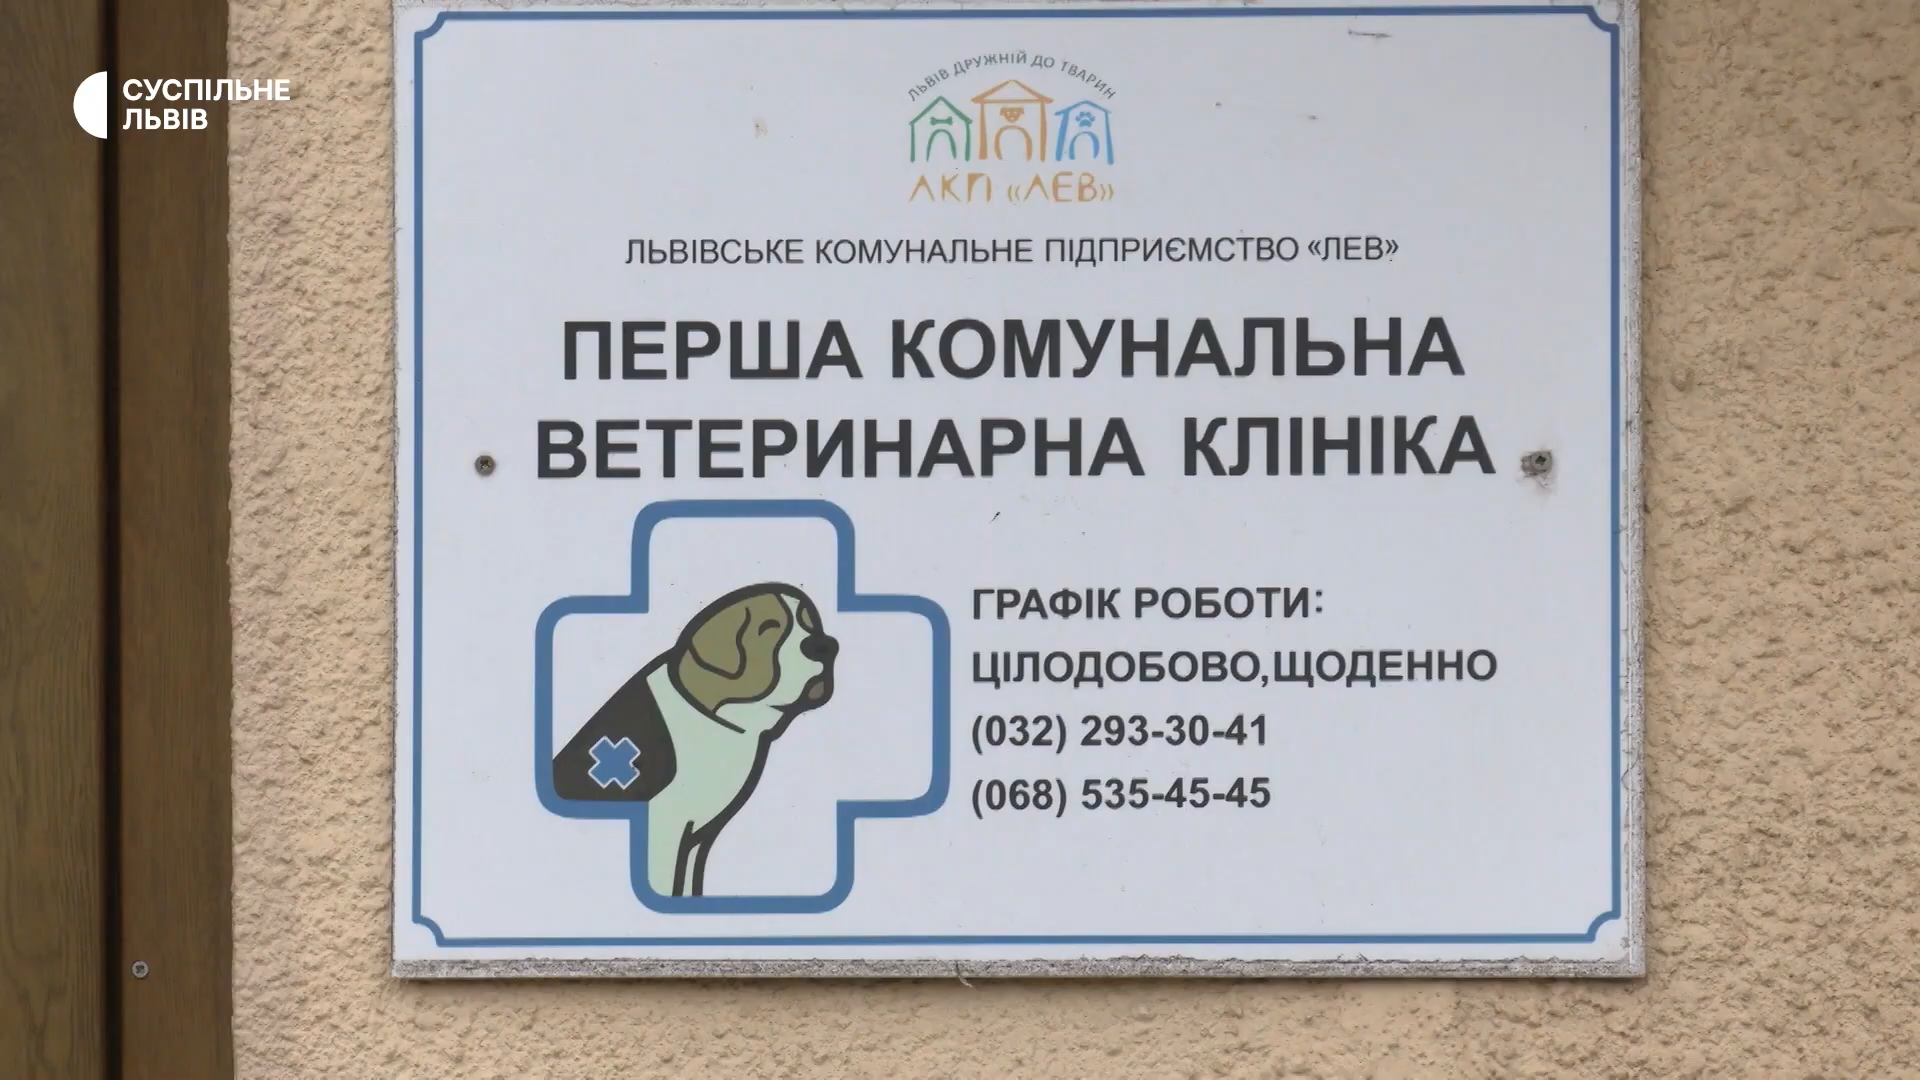 СУСПІЛЬНЕ
ЛЬВІВ
ЛЬВІВ ДРУЖНІЙ ДО ТВАРИН
ЛКП «ЛЕВ»
ЛЬВІВСЬКЕ КОМУНАЛЬНЕ ПІДПРИЄМСТВО «ЛЕВ»
ПЕРША КОМУНАЛЬНА
ВЕТЕРИНАРНА КЛІНІКА
ГРАФІК РОБОТИ:
ЦІЛОДОБОВО,ЩОДЕННО
(032) 293-30-41
(068) 535-45-45